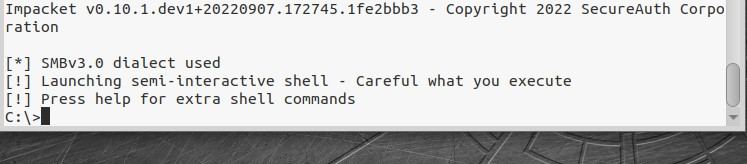 Impacket v0.10.1.dev1+20220907.172745.1fe2bbb3 - Copyright 2022 SecureAuth Corpo
ration
[*] SMBv3.0 dialect used
[!] Launching semi-interactive shell - Careful what you execute
[!] Press help for extra shell commands
C:\>